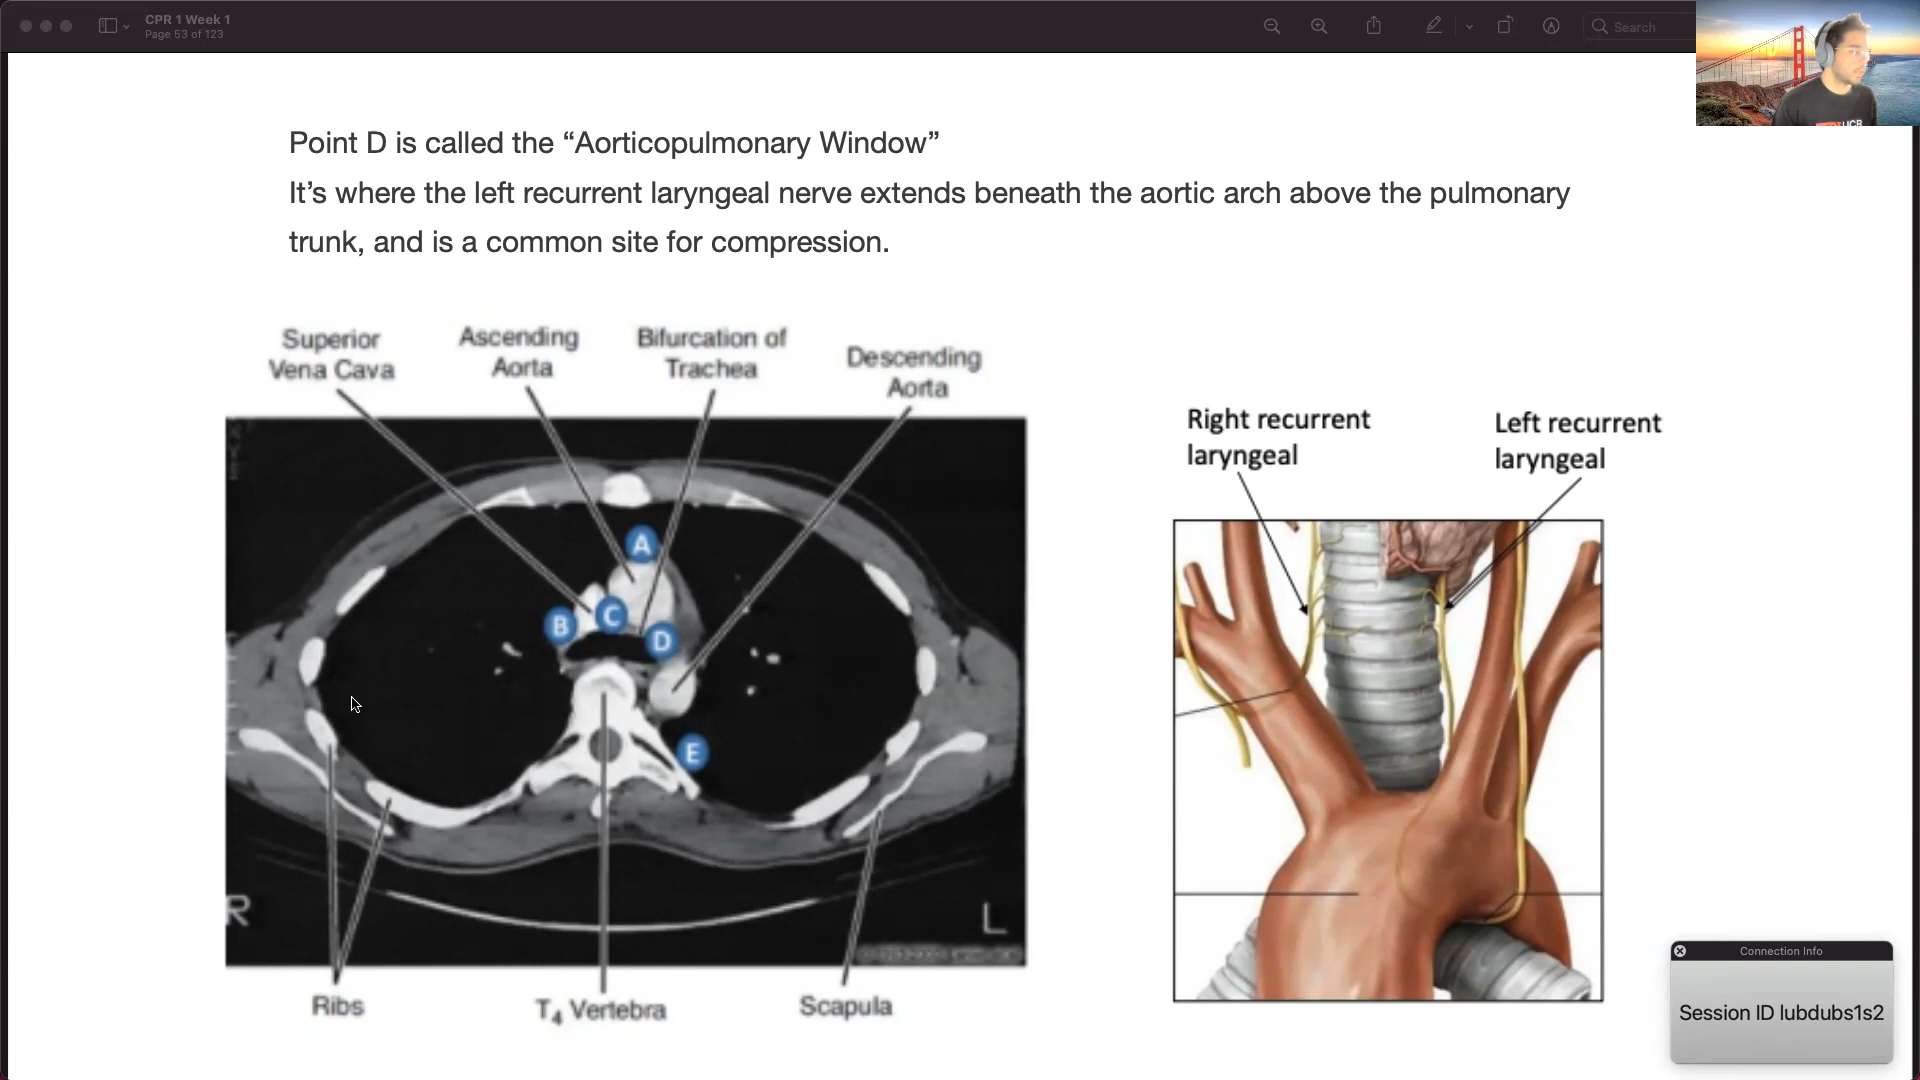 CPR 1 Week 1
Page 53 of 123
Search
Point D is called the “Aorticopulmonary Window”
It’s where the left recurrent laryngeal nerve extends beneath the aortic arch above the pulmonary
trunk, and is a common site for compression.
Superior
Vena Cava
Ascending
Aorta
Bifurcation of
Trachea
Descending
Aorta
A
B
C
D
E
R
L
Ribs
T4 Vertebra
Scapula
Right recurrent
laryngeal
Left recurrent
laryngeal
Connection Info
Session ID lubdubs1s2